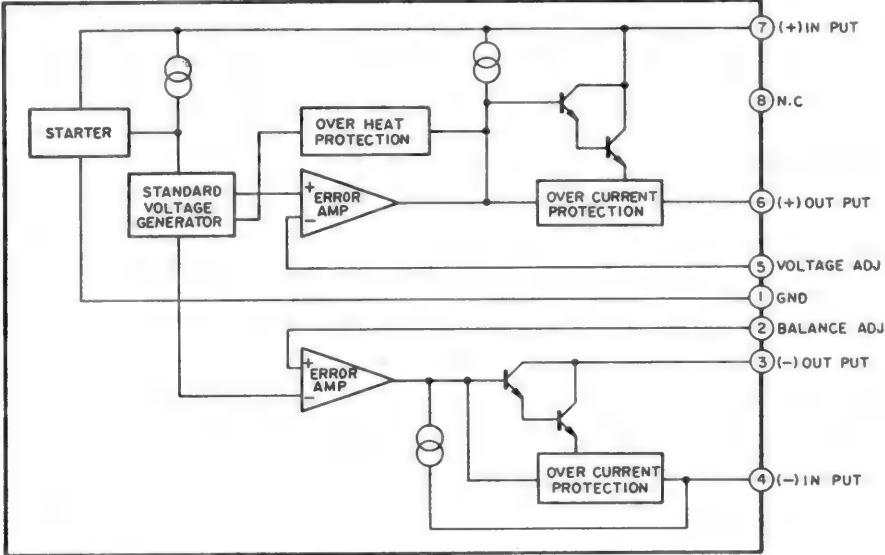 7 (+)IN PUT
8 N.C
STARTER
OVER HEAT
PROTECTION
STANDARD
VOLTAGE
GENERATOR
+
ERROR
AMP
−
OVER CURRENT
PROTECTION
6 (+)OUT PUT
5 VOLTAGE ADJ
1 GND
2 BALANCE ADJ
+
ERROR
AMP
−
3 (−)OUT PUT
OVER CURRENT
PROTECTION
4 (−)IN PUT